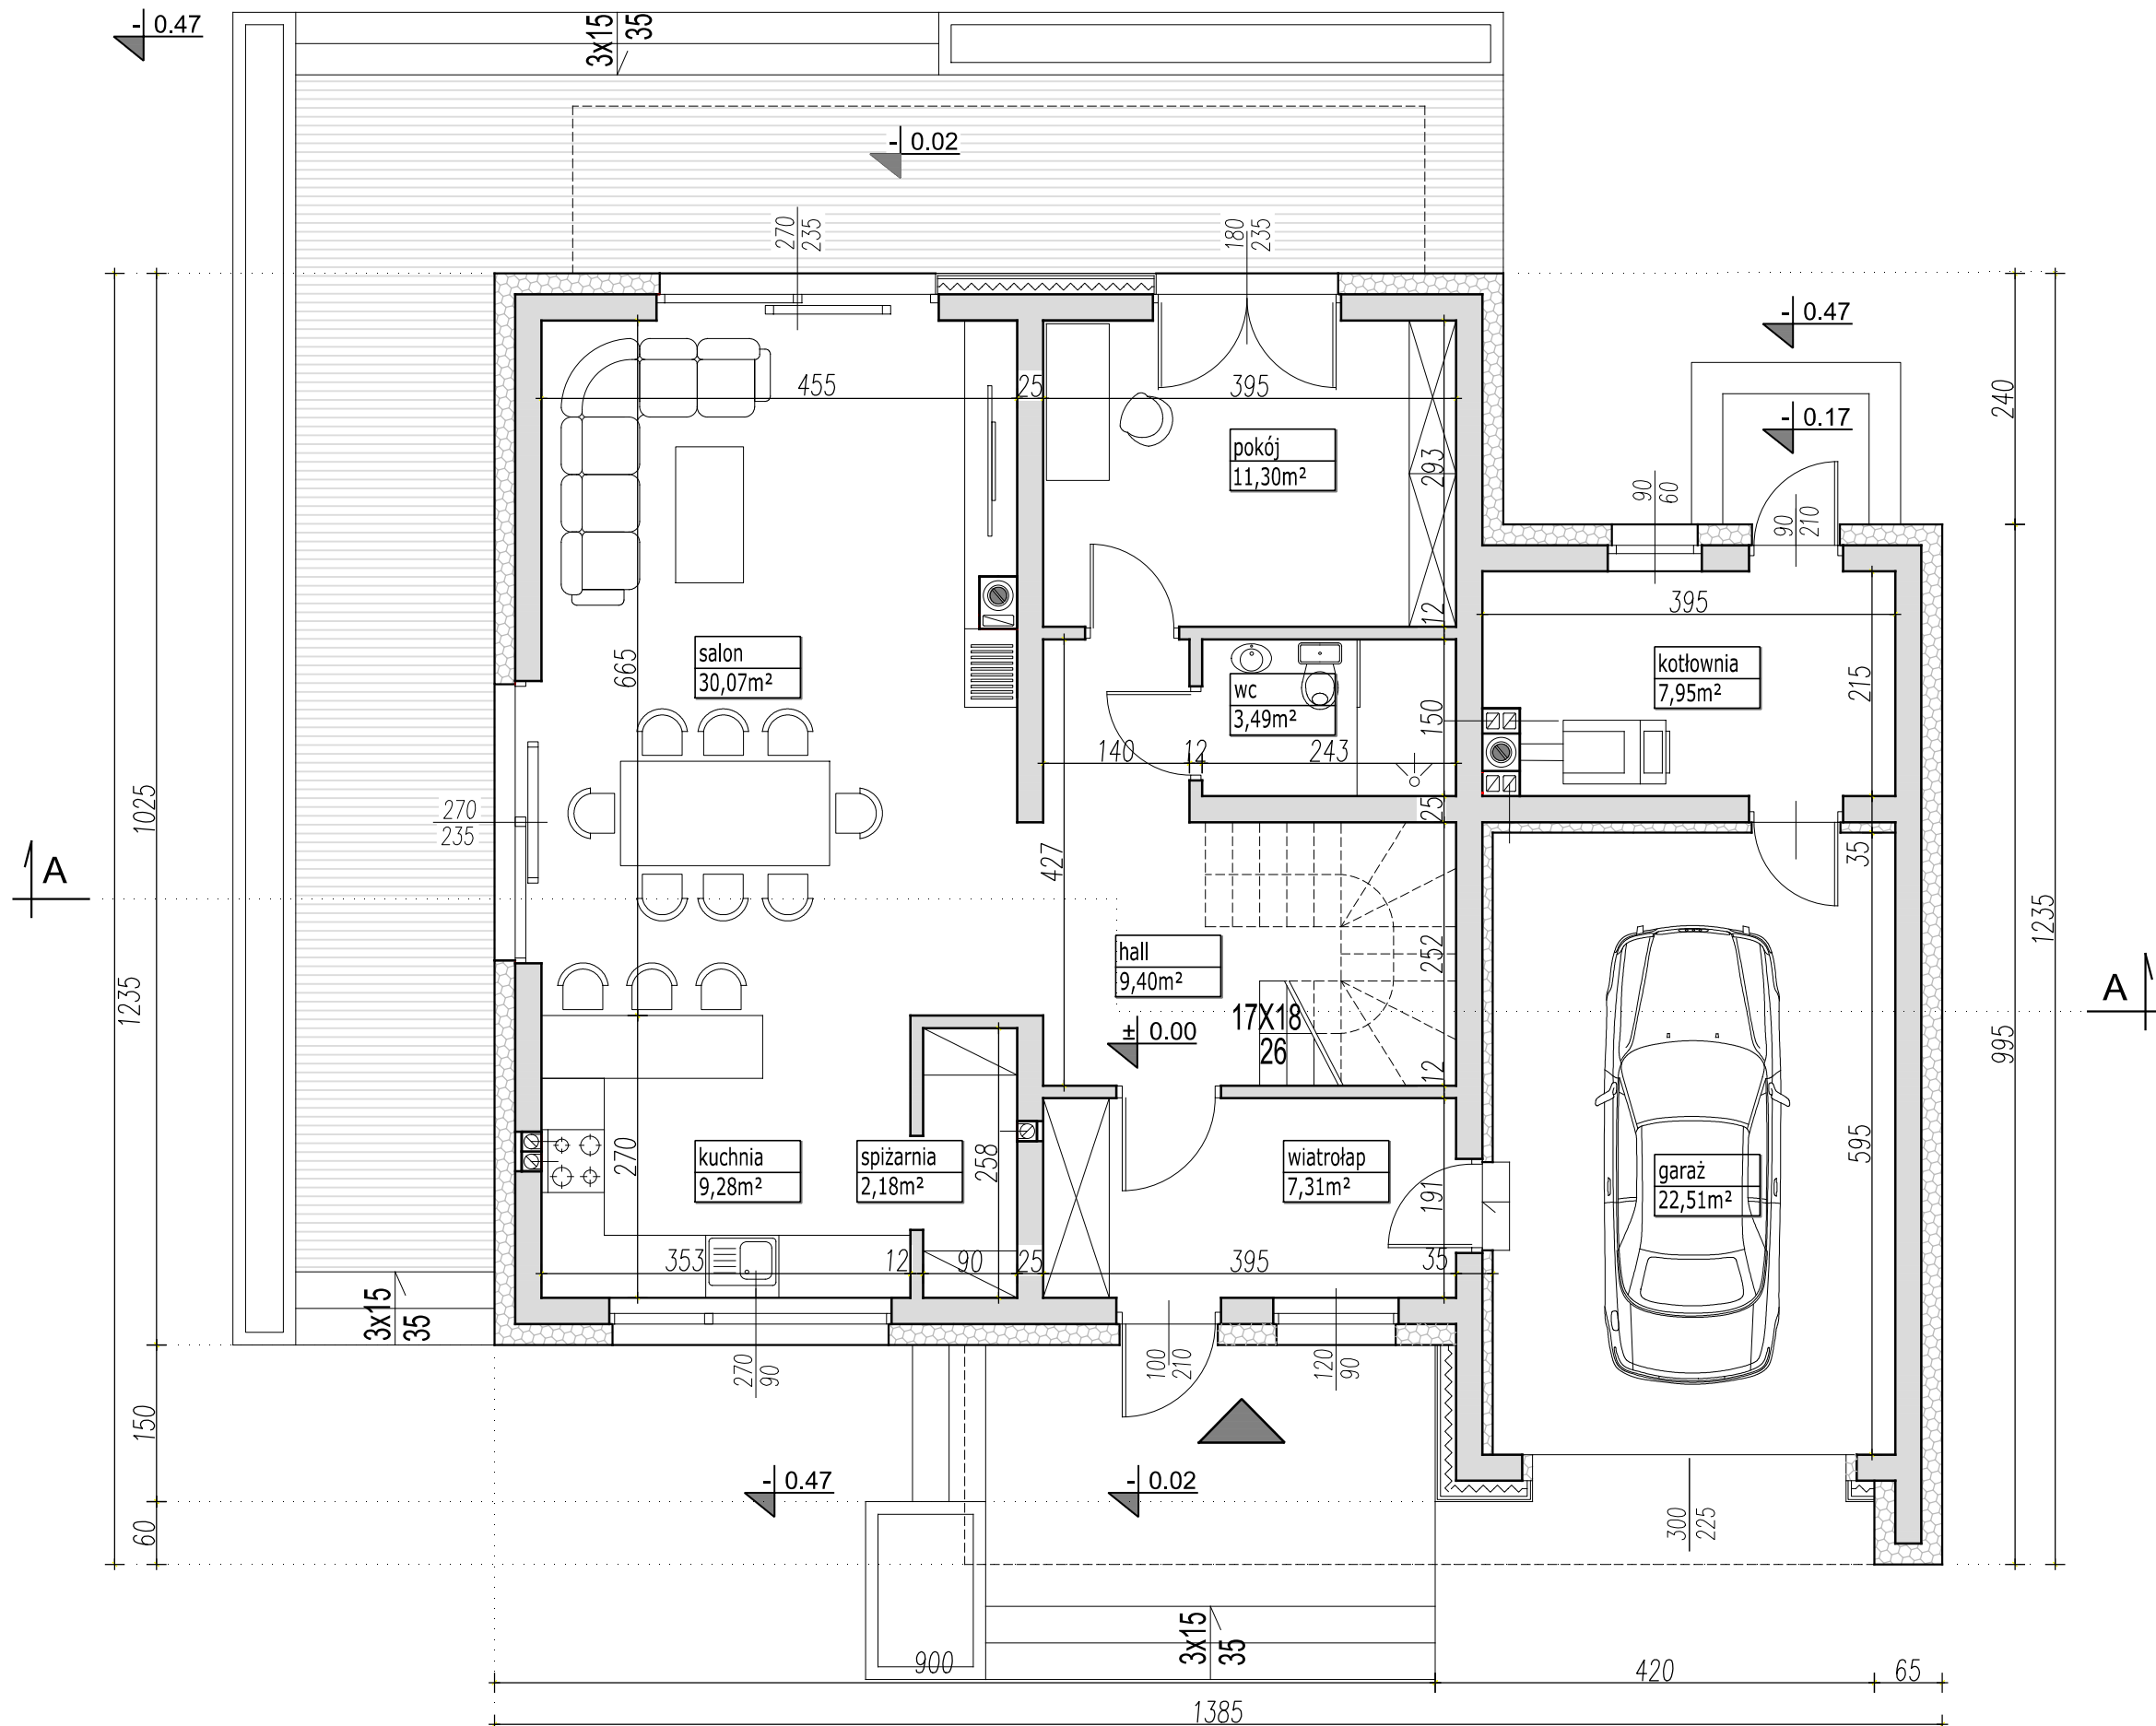 - 0.47
3x15
35
- 0.02
270
235
180
235
- 0.47
455
25
395
240
- 0.17
pokój
11,30m²
293
90
60
90
210
12
395
salon
30,07m²
665
kotłownia
7,95m²
215
wc
3,49m²
150
140
12
243
1025
270
235
25
35
427
A
1235
hall
9,40m²
252
1235
A
17X18
26
± 0.00
12
995
kuchnia
9,28m²
270
spiżarnia
2,18m²
258
wiatrołap
7,31m²
191
garaż
22,51m²
595
353
12
90
25
395
35
3x15
35
270
90
100
210
120
90
150
- 0.47
- 0.02
60
300
225
3x15
35
900
420
65
1385